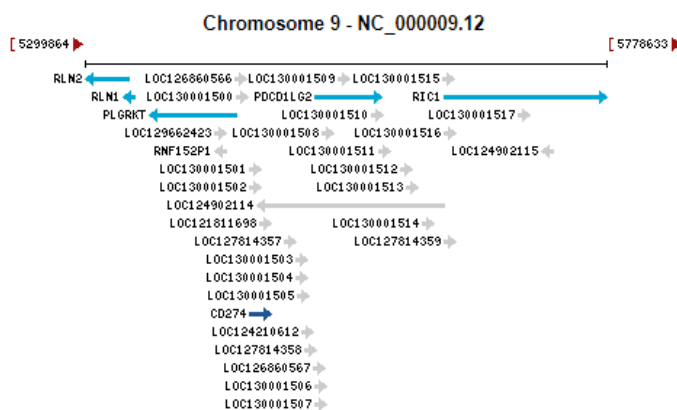 Chromosome 9 - NC_000009.12
[ 5299864 [ 5778633
RLN2 LOC126860566 LOC130001509 LOC130001515
RLN1 LOC130001500 PDCD1LG2 RIC1
PLGRKT LOC130001510 LOC130001517
LOC129662423 LOC130001508 LOC130001516
RNF152P1 LOC130001511 LOC124902115
LOC130001501 LOC130001512
LOC130001502 LOC130001513
LOC124902114
LOC121811698 LOC130001514
LOC127814357 LOC127814359
LOC130001503
LOC130001504
LOC130001505
CD274
LOC124210612
LOC127814358
LOC126860567
LOC130001506
LOC130001507